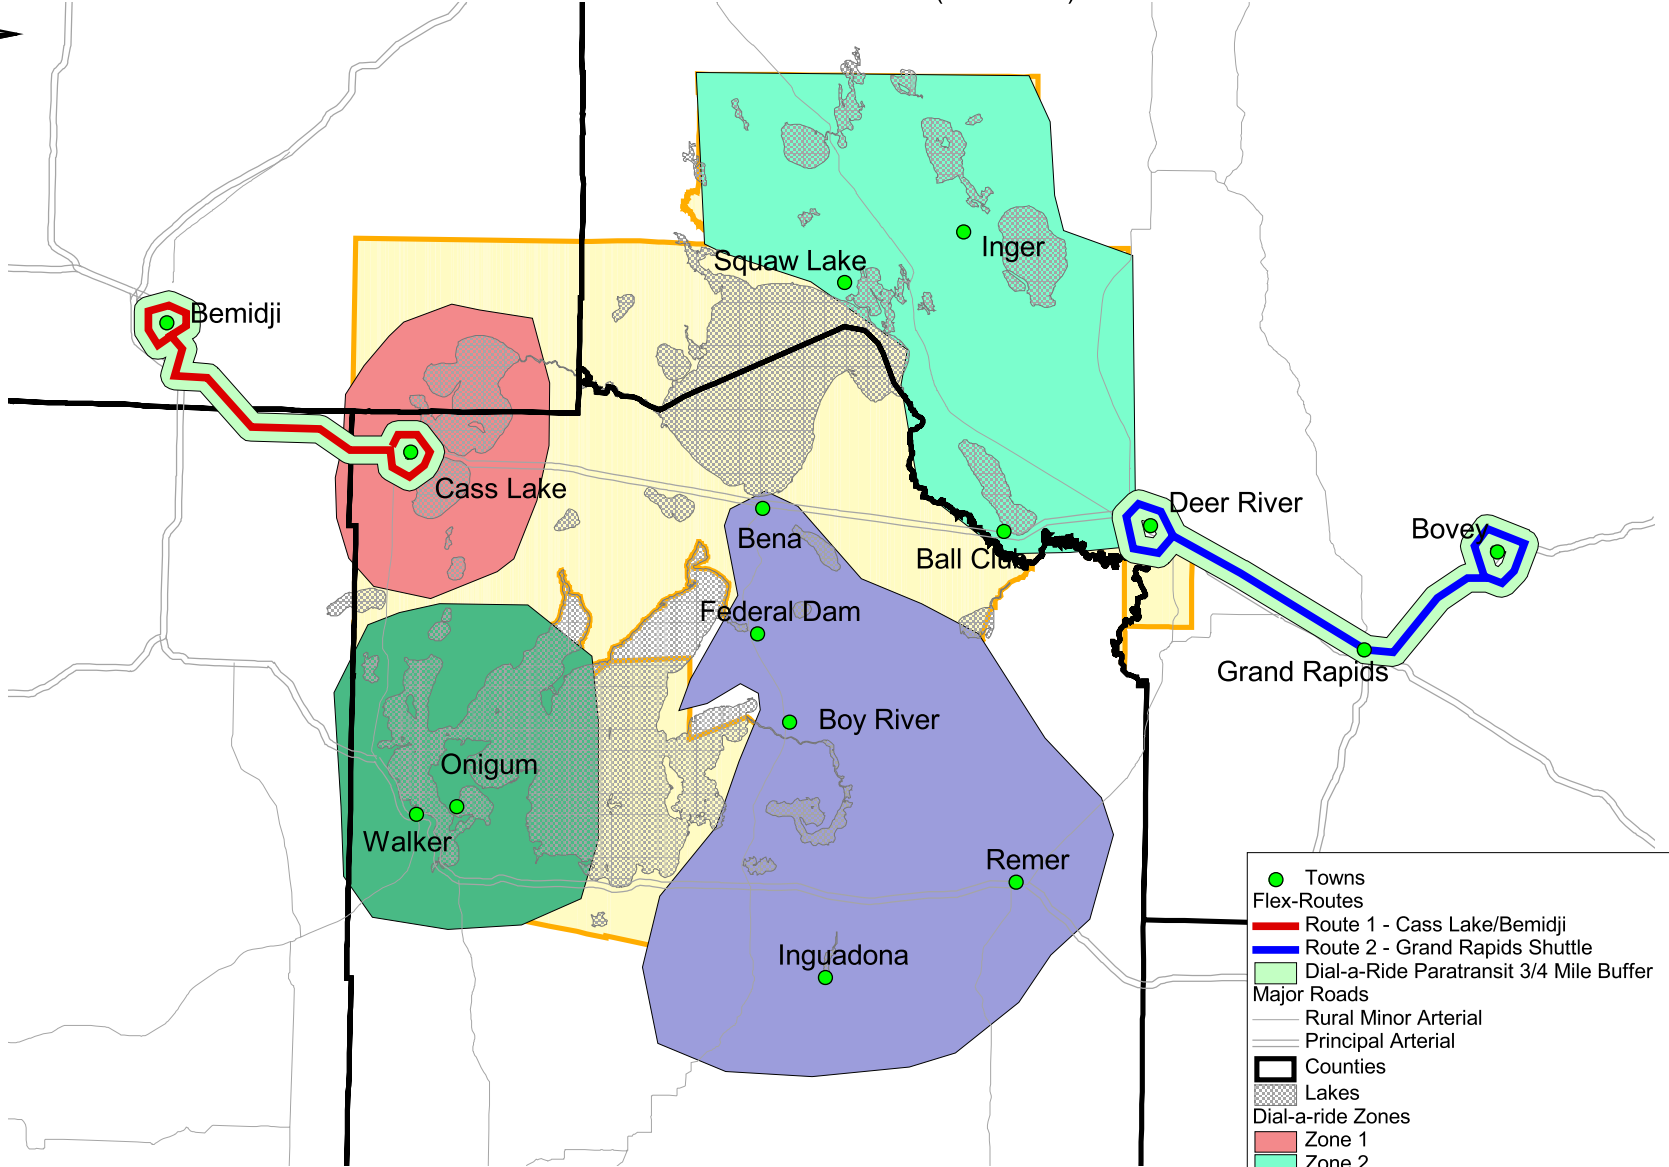 Bemidji
Inger
Squaw Lake
Cass Lake
Deer River
Bovey
Bena
Ball Club
Federal Dam
Grand Rapids
Boy River
Onigum
Walker
Remer
Inguadona
Towns
Flex-Routes
Route 1 - Cass Lake/Bemidji
Route 2 - Grand Rapids Shuttle
Dial-a-Ride Paratransit 3/4 Mile Buffer
Major Roads
Rural Minor Arterial
Principal Arterial
Counties
Lakes
Dial-a-ride Zones
Zone 1
Zone 2